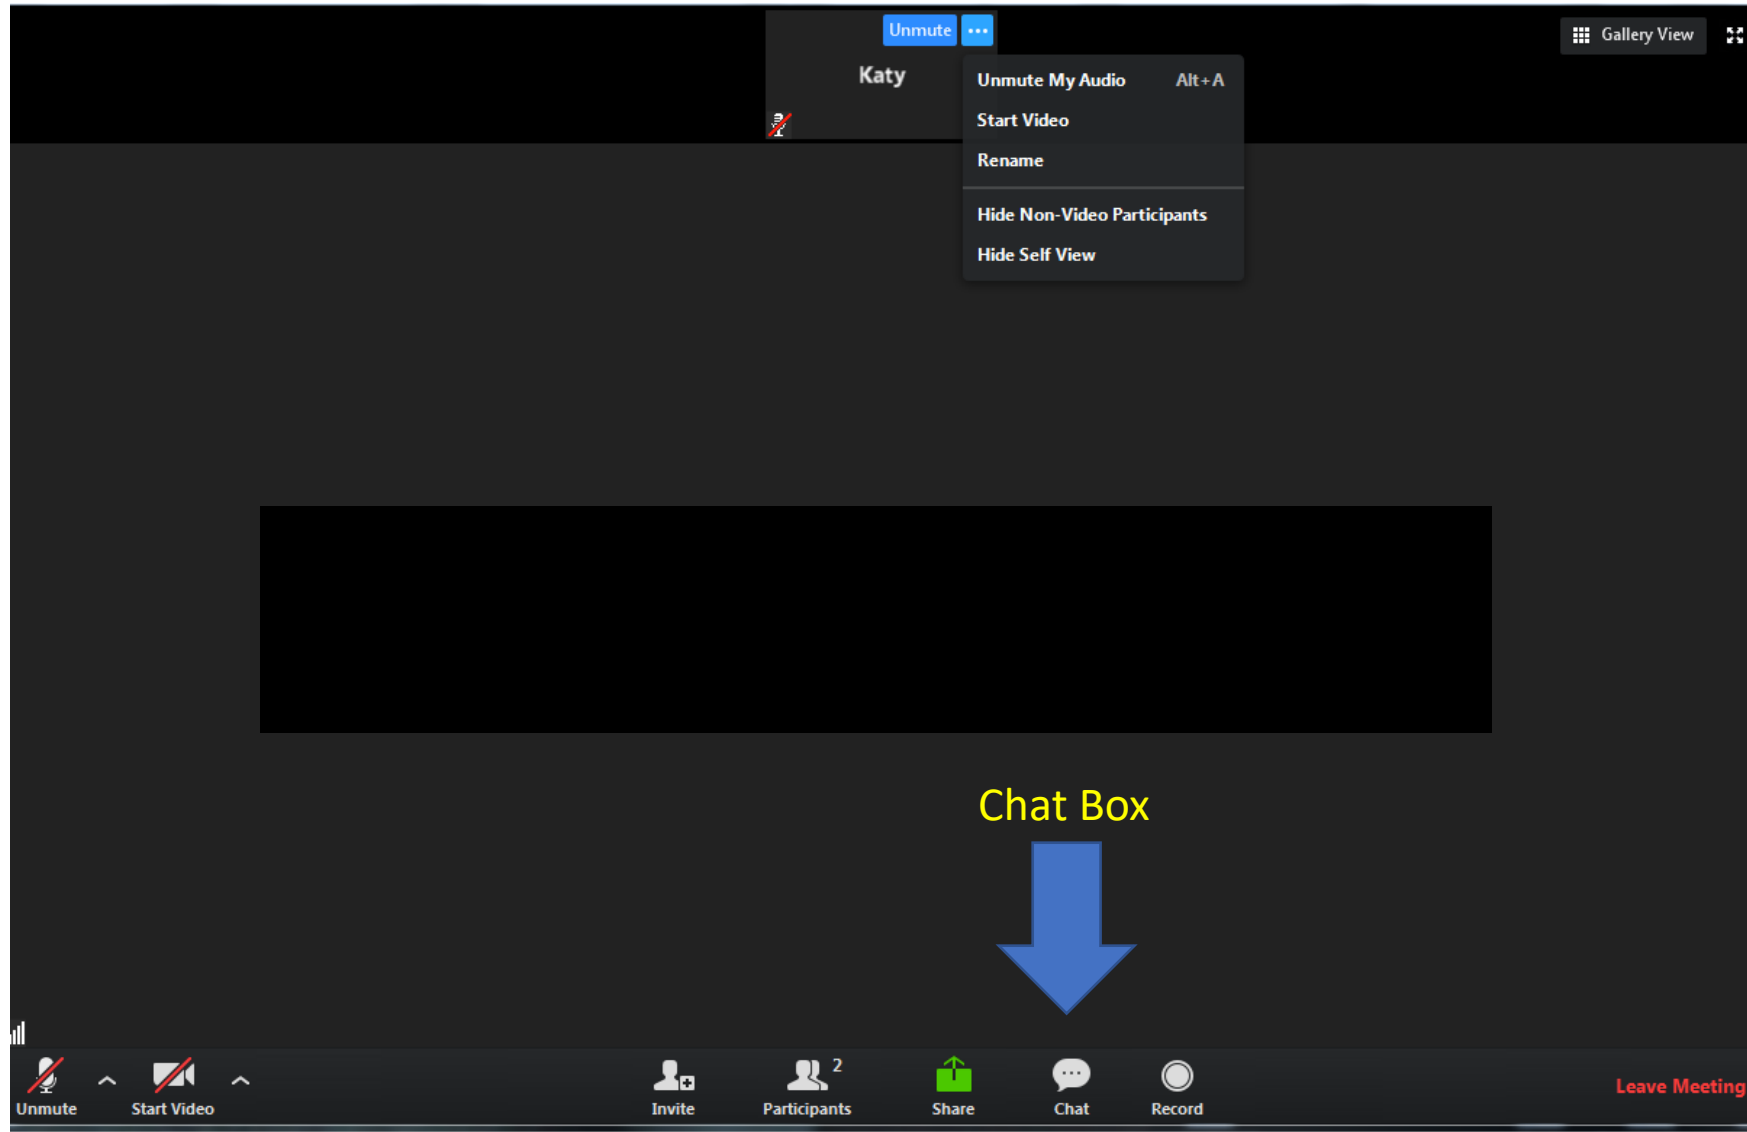 Unmute
Gallery View
Katy
Unmute My Audio Alt+A
Start Video
Rename
Hide Non-Video Participants
Hide Self View
Chat Box
2
Unmute
Start Video
Invite
Participants
Share
Chat
Record
Leave Meeting